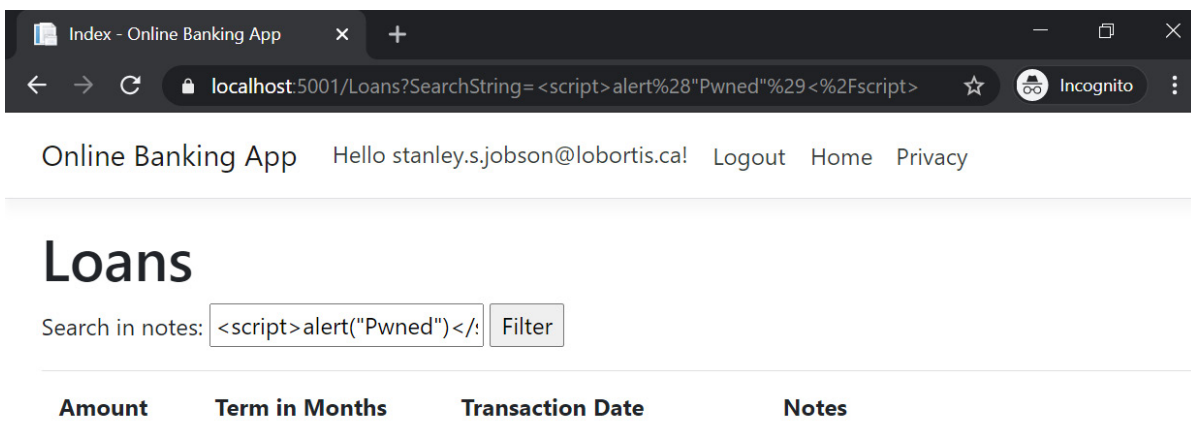 Index - Online Banking App
localhost:5001/Loans?SearchString=<script>alert%28"Pwned"%29<%2Fscript> Incognito
Online Banking App Hello stanley.s.jobson@lobortis.ca! Logout Home Privacy
Loans
Search in notes: <script>alert("Pwned")</ Filter
Amount Term in Months Transaction Date Notes